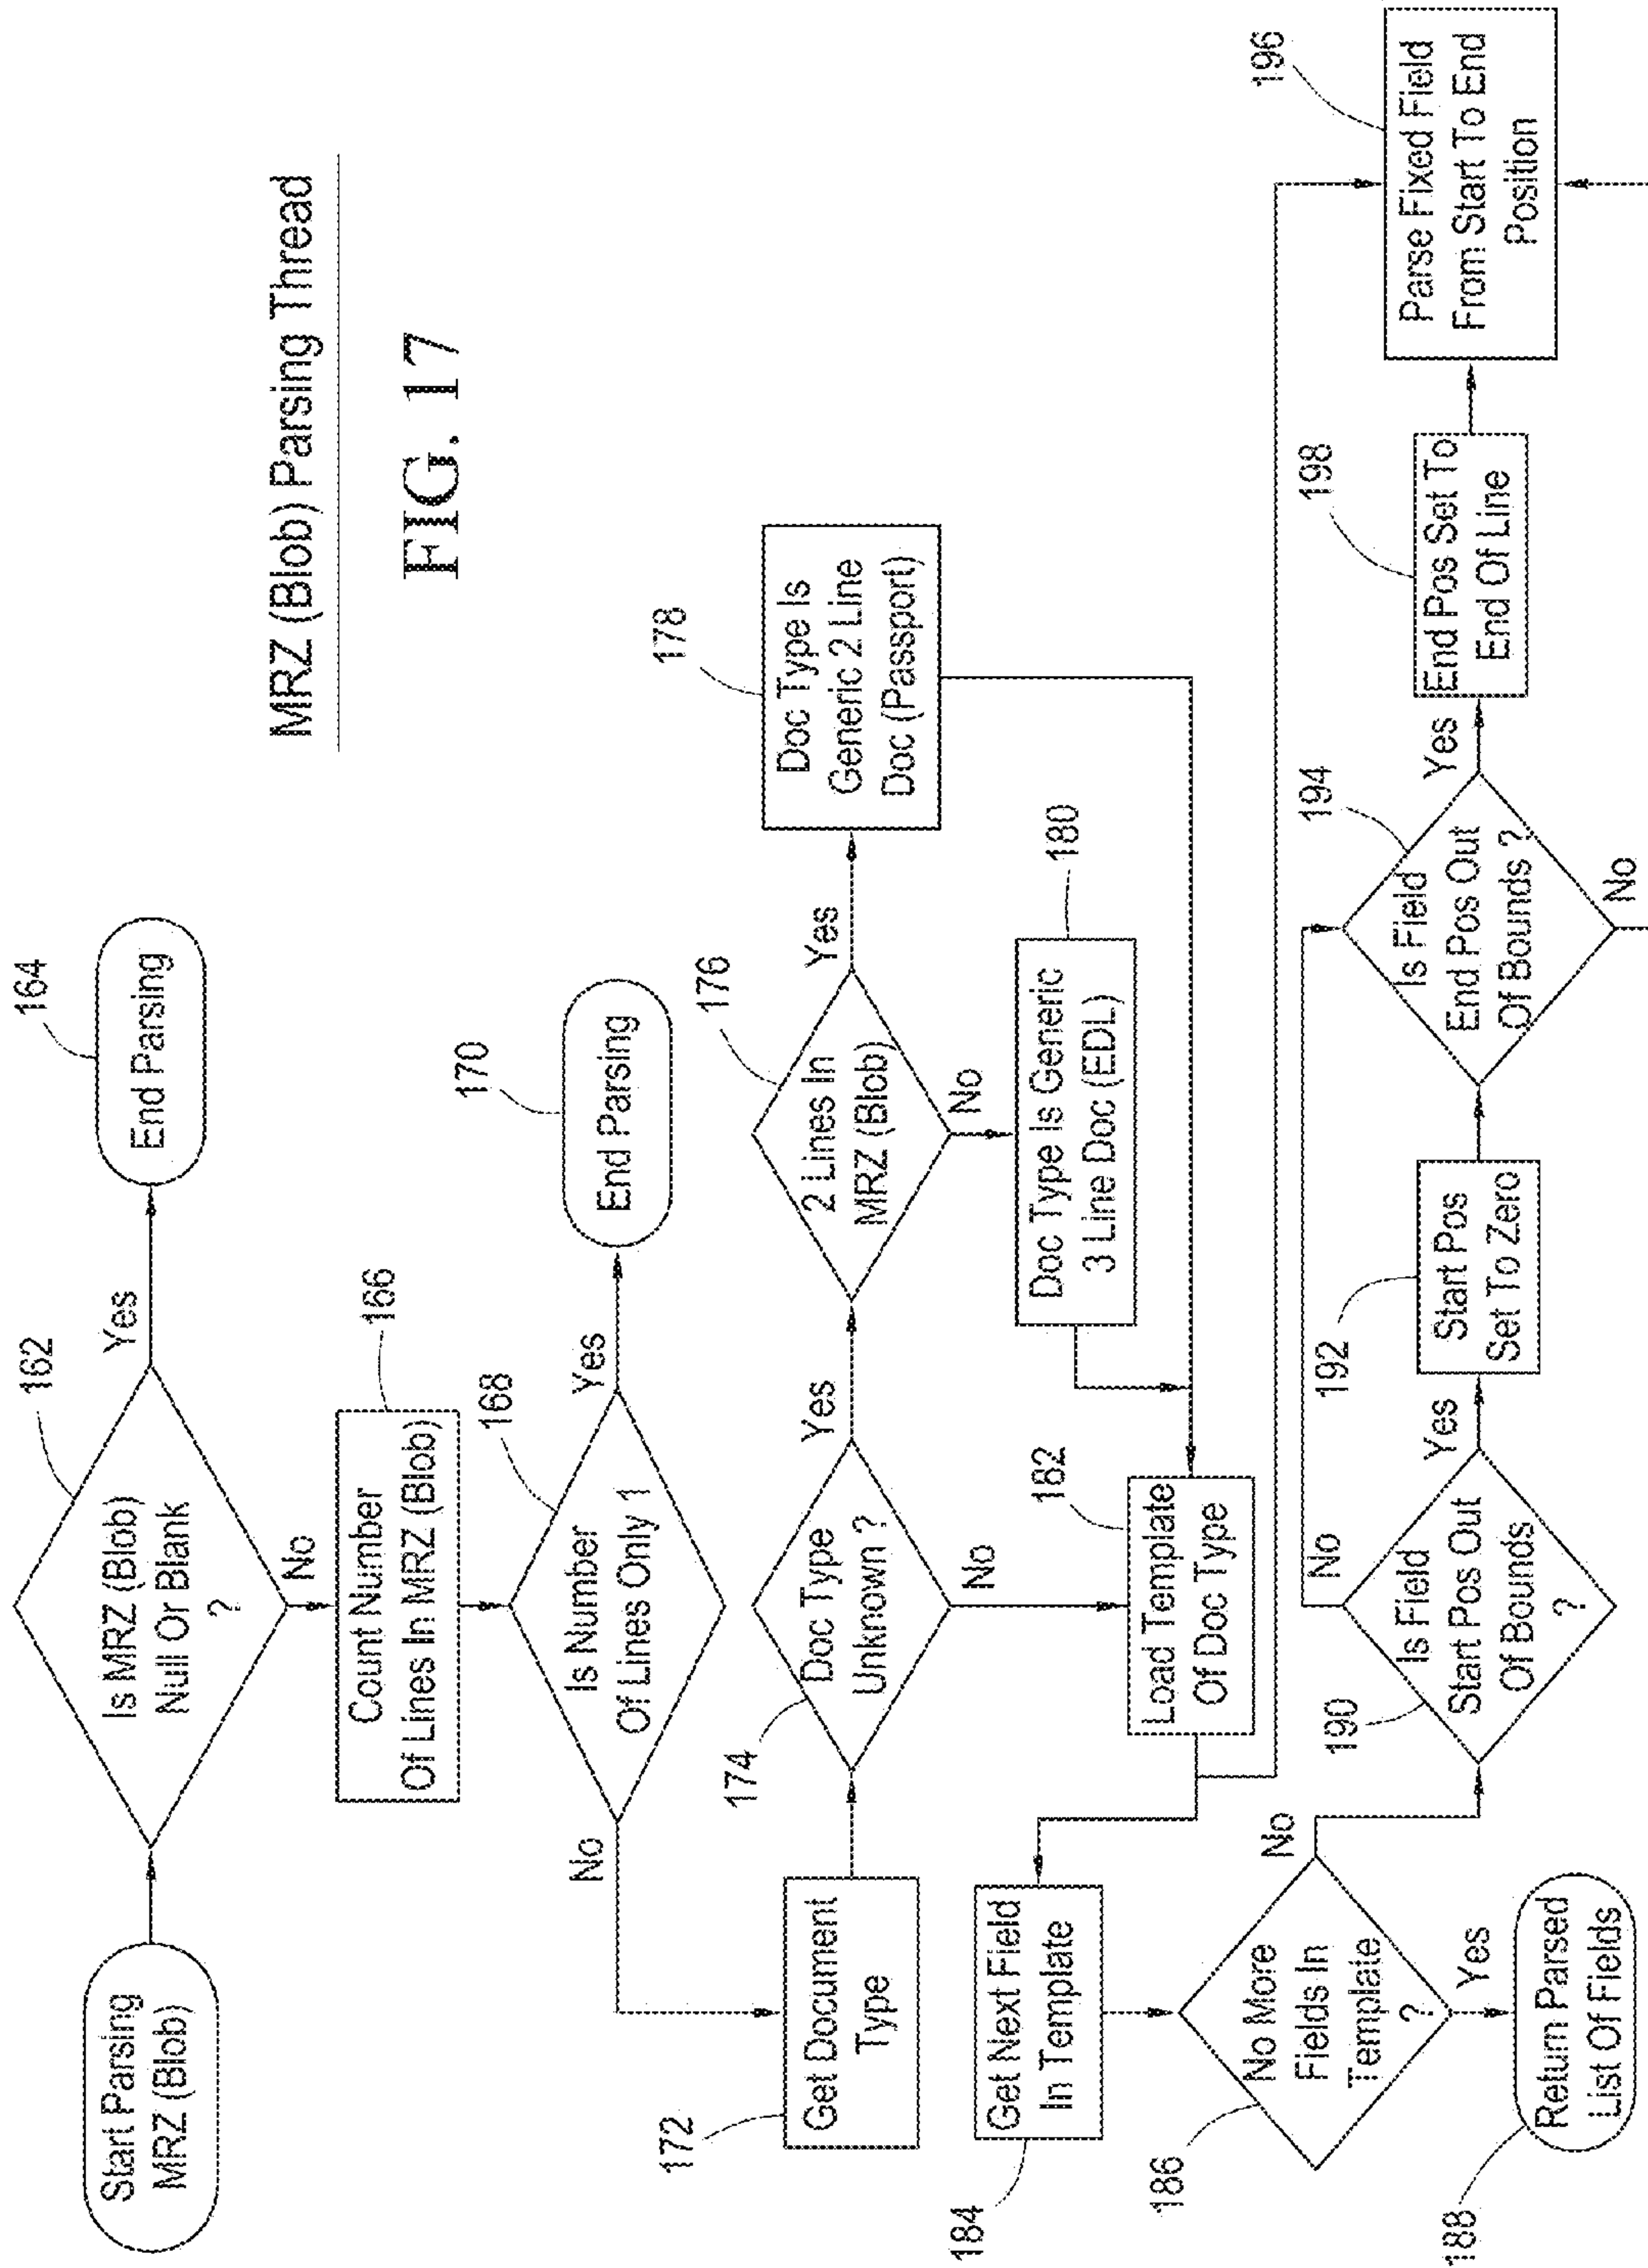 MRZ (Blob) Parsing Thread
FIG. 17
Start Parsing
MRZ (Blob)
162
Is MRZ (Blob)
Null Or Blank
?
Yes
164
End Parsing
No
166
Count Number
Of Lines In MRZ (Blob)
168
Is Number
Of Lines Only 1
Yes
170
End Parsing
No
172
Get Document
Type
174
Doc Type
Unknown ?
Yes
176
2 Lines In
MRZ (Blob)
Yes
178
Doc Type Is
Generic 2 Line
Doc (Passport)
No
180
Doc Type Is Generic
3 Line Doc (EDL)
No
182
Load Template
Of Doc Type
184
Get Next Field
In Template
186
No More
Fields In
Template
?
Yes
188
Return Parsed
List Of Fields
No
190
Is Field
Start Pos Out
Of Bounds
?
No
Yes
192
Start Pos
Set To Zero
194
Is Field
End Pos Out
Of Bounds ?
Yes
No
198
End Pos Set To
End Of Line
196
Parse Fixed Field
From Start To End
Position